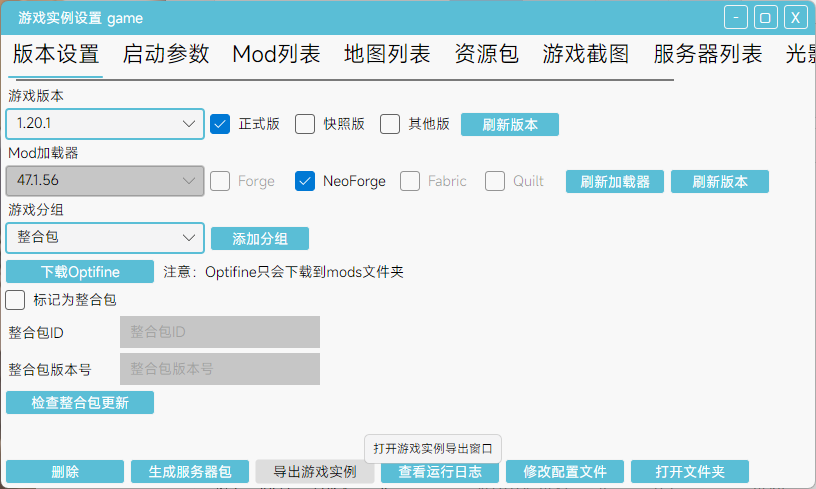 游戏实例设置 game
版本设置 启动参数 Mod列表 地图列表 资源包 游戏截图 服务器列表 光影
游戏版本
1.20.1 正式版 快照版 其他版 刷新版本
Mod加载器
47.1.56 Forge NeoForge Fabric Quilt 刷新加载器 刷新版本
游戏分组
整合包 添加分组
下载Optifine 注意：Optifine只会下载到mods文件夹
标记为整合包
整合包ID 整合包ID
整合包版本号 整合包版本号
检查整合包更新
打开游戏实例导出窗口
删除 生成服务器包 导出游戏实例 查看运行日志 修改配置文件 打开文件夹